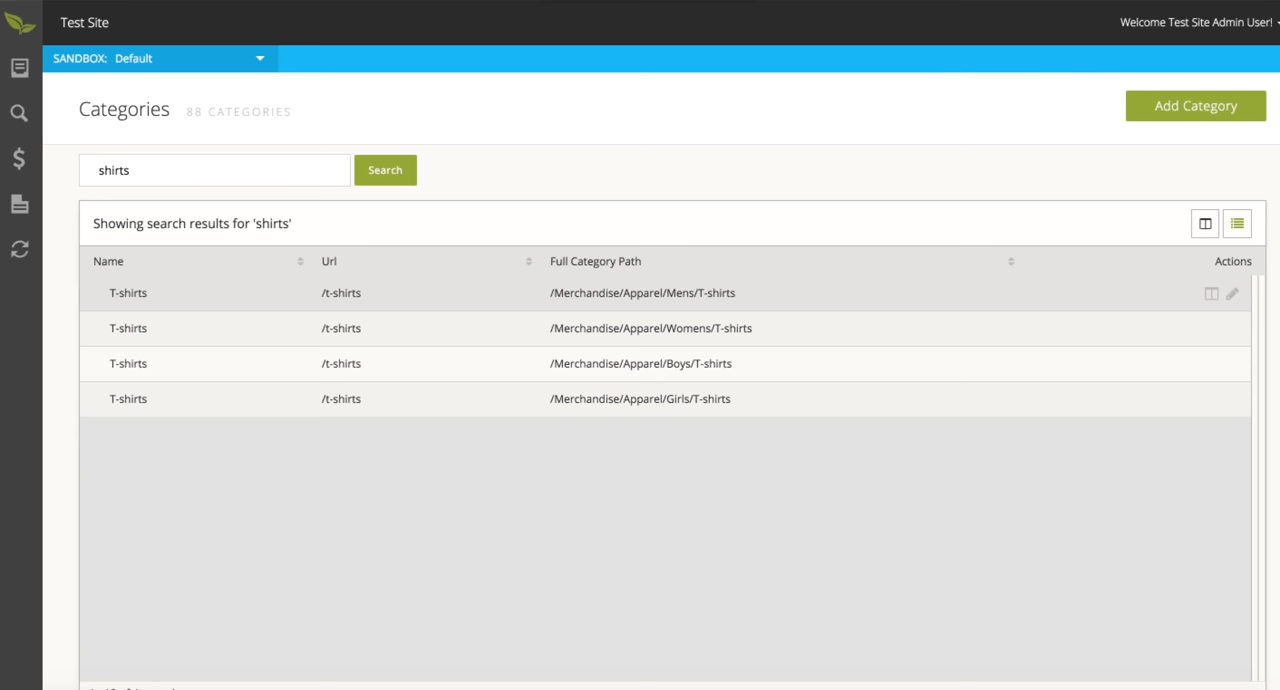 Test Site
Welcome Test Site Admin User!
SANDBOX: Default
Categories 88 CATEGORIES
Add Category
shirts
Search
Showing search results for 'shirts'
Name Url Full Category Path Actions
T-shirts /t-shirts /Merchandise/Apparel/Mens/T-shirts
T-shirts /t-shirts /Merchandise/Apparel/Womens/T-shirts
T-shirts /t-shirts /Merchandise/Apparel/Boys/T-shirts
T-shirts /t-shirts /Merchandise/Apparel/Girls/T-shirts